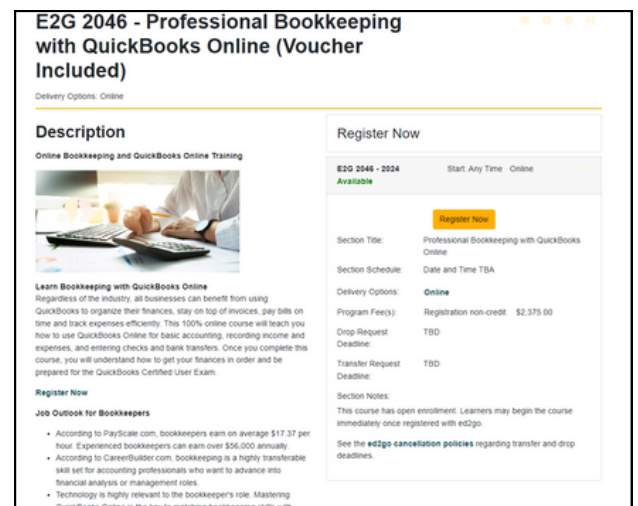 E2G 2046 - Professional Bookkeeping
with QuickBooks Online (Voucher
Included)
Delivery Options: Online
Description
Online Bookkeeping and QuickBooks Online Training
Learn Bookkeeping with QuickBooks Online
Regardless of the industry, all businesses can benefit from using
QuickBooks to organize their finances, stay on top of invoices, pay bills on
time and track expenses efficiently. This 100% online course will teach you
how to use QuickBooks Online for basic accounting, recording income and
expenses, and entering checks and bank transfers. Once you complete this
course, you will understand how to get your finances in order and be
prepared for the QuickBooks Certified User Exam.
Register Now
Job Outlook for Bookkeepers
• According to PayScale.com, bookkeepers earn on average $17.37 per
hour. Experienced bookkeepers can earn over $56,000 annually.
• According to CareerBuilder.com, bookkeeping is a highly transferable
skill set for accounting professionals who want to advance into
financial analysis or management roles.
• Technology is highly relevant to the bookkeeper's role. Mastering
Register Now
E2G 2046 - 2024 Start: Any Time Online
Available
Register Now
Section Title: Professional Bookkeeping with QuickBooks
Online
Section Schedule: Date and Time TBA
Delivery Options: Online
Program Fee(s): Registration non-credit $2,375.00
Drop Request TBD
Deadline:
Transfer Request TBD
Deadline:
Section Notes:
This course has open enrollment. Learners may begin the course
immediately once registered with ed2go.
See the ed2go cancellation policies regarding transfer and drop
deadlines.